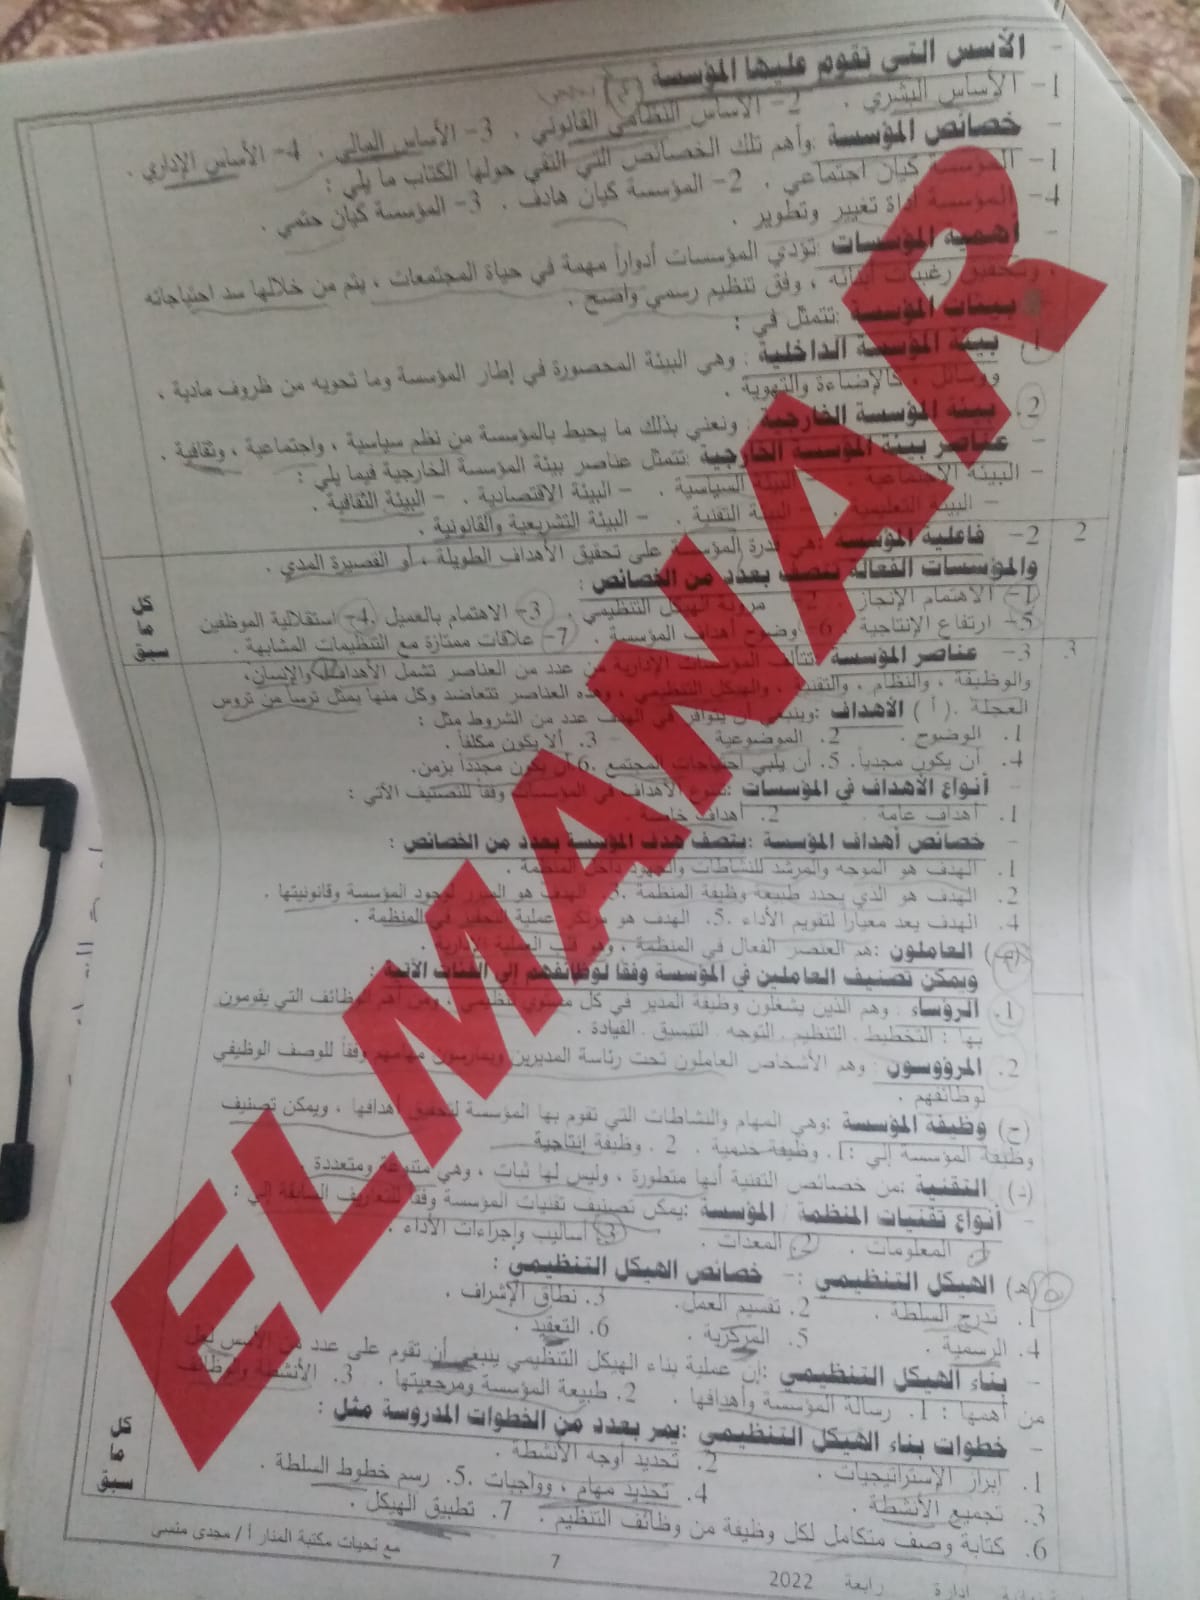 - الأسس التي تقوم عليها المؤسسة
1- الأساس البشري . 2- الأساس النظامي القانوني . 3- الأساس المالي . 4- الأساس الإداري .
- خصائص المؤسسة : وأهم تلك الخصائص التي التقي حولها الكتاب ما يلي :
1- المؤسسة كيان اجتماعي . 2- المؤسسة كيان هادف . 3- المؤسسة كيان حتمي .
4- المؤسسة أداة تغيير وتطوير .
- أهمية المؤسسات : تؤدي المؤسسات أدواراً مهمة في حياة المجتمعات ، يتم من خلالها سد احتياجاته
، وتحقيق رغبات أبنائه ، وفق تنظيم رسمي واضح .
بيئات المؤسسة : تتمثل في :
1 بيئة المؤسسة الداخلية : وهي البيئة المحصورة في إطار المؤسسة وما تحويه من ظروف مادية ،
ووسائل ، كالإضاءة والتهوية .
2. بيئة المؤسسة الخارجية : ونعني بذلك ما يحيط بالمؤسسة من نظم سياسية ، واجتماعية ، وثقافية .
- عناصر بيئة المؤسسة الخارجية : تتمثل عناصر بيئة المؤسسة الخارجية فيما يلي :
- البيئة الاجتماعية . - البيئة السياسية . - البيئة الاقتصادية . - البيئة الثقافية .
- البيئة التعليمية . - البيئة التقنية . - البيئة التشريعية والقانونية .
2 2- فاعلية المؤسسة : هي قدرة المؤسسة على تحقيق الأهداف الطويلة ، أو القصيرة المدي .
والمؤسسات الفعالة تتصف بعدد من الخصائص :
1- الاهتمام الإنجاز . 2- مرونة الهيكل التنظيمي . 3- الاهتمام بالعميل . 4- استقلالية الموظفين
5- ارتفاع الإنتاجية . 6- وضوح أهداف المؤسسة . 7- علاقات ممتازة مع التنظيمات المشابهة .
كل
ما
سبق
3. 3- عناصر المؤسسة : تتألف المؤسسات الإدارية من عدد من العناصر تشمل الأهداف ، والإنسان،
والوظيفة ، والنظام ، والتقنية ، والهيكل التنظيمي ، وهذه العناصر تتعاضد وكل منها يمثل ترساً من تروس
العجلة . ( أ ) الأهداف : وينبغي أن يتوافر في الهدف عدد من الشروط مثل :
1. الوضوح . 2. الموضوعية 3. ألا يكون مكلفاً .
4. أن يكون مجدياً . 5. أن يلبي احتياجات المجتمع . 6. أن يكون محدداً بزمن.
- أنواع الأهداف في المؤسسات : تتنوع الأهداف في المؤسسات وفقاً للتصنيف الآتي :
1. أهداف عامة . 2. أهداف خاصة .
- خصائص أهداف المؤسسة : يتصف هدف المؤسسة بعدد من الخصائص :
1. الهدف هو الموجه والمرشد للنشاطات والجهود داخل المنظمة .
2. الهدف هو الذي يحدد طبيعة وظيفة المنظمة . 3. الهدف هو المبرر لوجود المؤسسة وقانونيتها .
4. الهدف يعد معياراً لتقويم الأداء . 5. الهدف هو مرتكز عملية التحفيز في المنظمة .
(ب) العاملون : هم العنصر الفعال في المنظمة ، وهو قلب العملية الإدارية .
ويمكن تصنيف العاملين في المؤسسة وفقا لوظائفهم إلي الفئات الآتية :
1. الرؤساء : وهم الذين يشغلون وظيفة المدير في كل مستوي تنظيمي ، ومن أهم الوظائف التي يقومون
بها : التخطيط . التنظيم . التوجه . التنسيق . القيادة .
2. المرؤوسون : وهم الأشخاص العاملون تحت رئاسة المديرين ويمارسون مهامهم وفقاً للوصف الوظيفي
لوظائفهم .
(ج) وظيفة المؤسسة : وهي المهام والنشاطات التي تقوم بها المؤسسة لتحقيق أهدافها ، ويمكن تصنيف
وظيفة المؤسسة إلي : 1. وظيفة خدمية . 2 . وظيفة إنتاجية
(د) التقنية : من خصائص التقنية أنها متطورة ، وليس لها ثبات ، وهي متنوعة ومتعددة .
- أنواع تقنيات المنظمة المؤسسة : يمكن تصنيف تقنيات المؤسسة وفقا للتعاريف السابقة إلي :
1. المعلومات . 2. المعدات . 3. أساليب وإجراءات الأداء .
(هـ) الهيكل التنظيمي : - خصائص الهيكل التنظيمي :
1. تدرج السلطة . 2. تقسيم العمل. 3. نطاق الإشراف .
4. الرسمية . 5. المركزية . 6. التعقيد .
- بناء الهيكل التنظيمي : إن عملية بناء الهيكل التنظيمي ينبغي أن تقوم على عدد من الأسس لعل
من أهمها : 1. رسالة المؤسسة وأهدافها . 2. طبيعة المؤسسة ومرجعيتها . 3. الأنشطة والوظائف
- خطوات بناء الهيكل التنظيمي : يمر بعدد من الخطوات المدروسة مثل :
1. إبراز الإستراتيجيات . 2. تحديد أوجه الأنشطة .
3. تجميع الأنشطة . 4. تحديد مهام ، وواجبات . 5. رسم خطوط السلطة .
6. كتابة وصف متكامل لكل وظيفة من وظائف التنظيم . 7. تطبيق الهيكل .
كل
ما
سبق
إدارة رابعة 2022 7 مع تحيات مكتبة المنار أ / مجدى منسى
ELMANAR